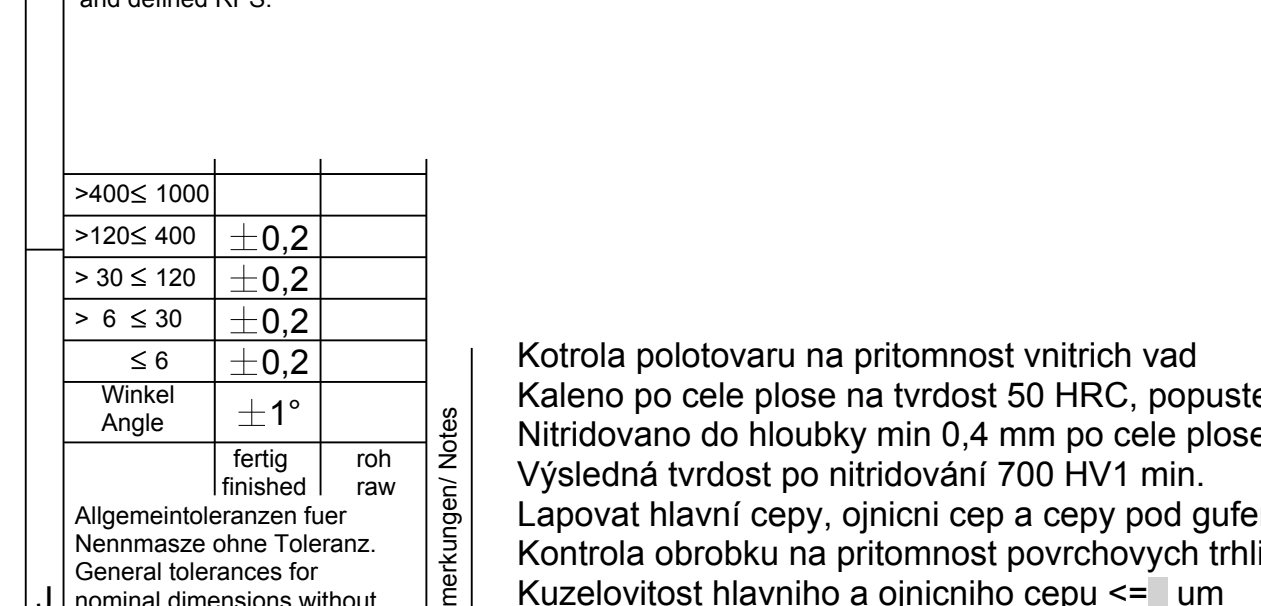 and defined RPS.
>400≤ 1000
>120≤ 400 ±0,2
> 30 ≤ 120 ±0,2
> 6 ≤ 30 ±0,2
≤ 6 ±0,2
Winkel
Angle ±1°
fertig roh
finished raw
Allgemeintoleranzen fuer
Nennmasze ohne Toleranz.
General tolerances for
nominal dimensions without
J
merkungen/ Notes
Kotrola polotovaru na pritomnost vnitrich vad
Kaleno po cele plose na tvrdost 50 HRC, popuste
Nitridovano do hloubky min 0,4 mm po cele plose
Výsledná tvrdost po nitridování 700 HV1 min.
Lapovat hlavní cepy, ojnicni cep a cepy pod gufe
Kontrola obrobku na pritomnost povrchovych trhli
Kuzelovitost hlavniho a ojnicniho cepu <= um